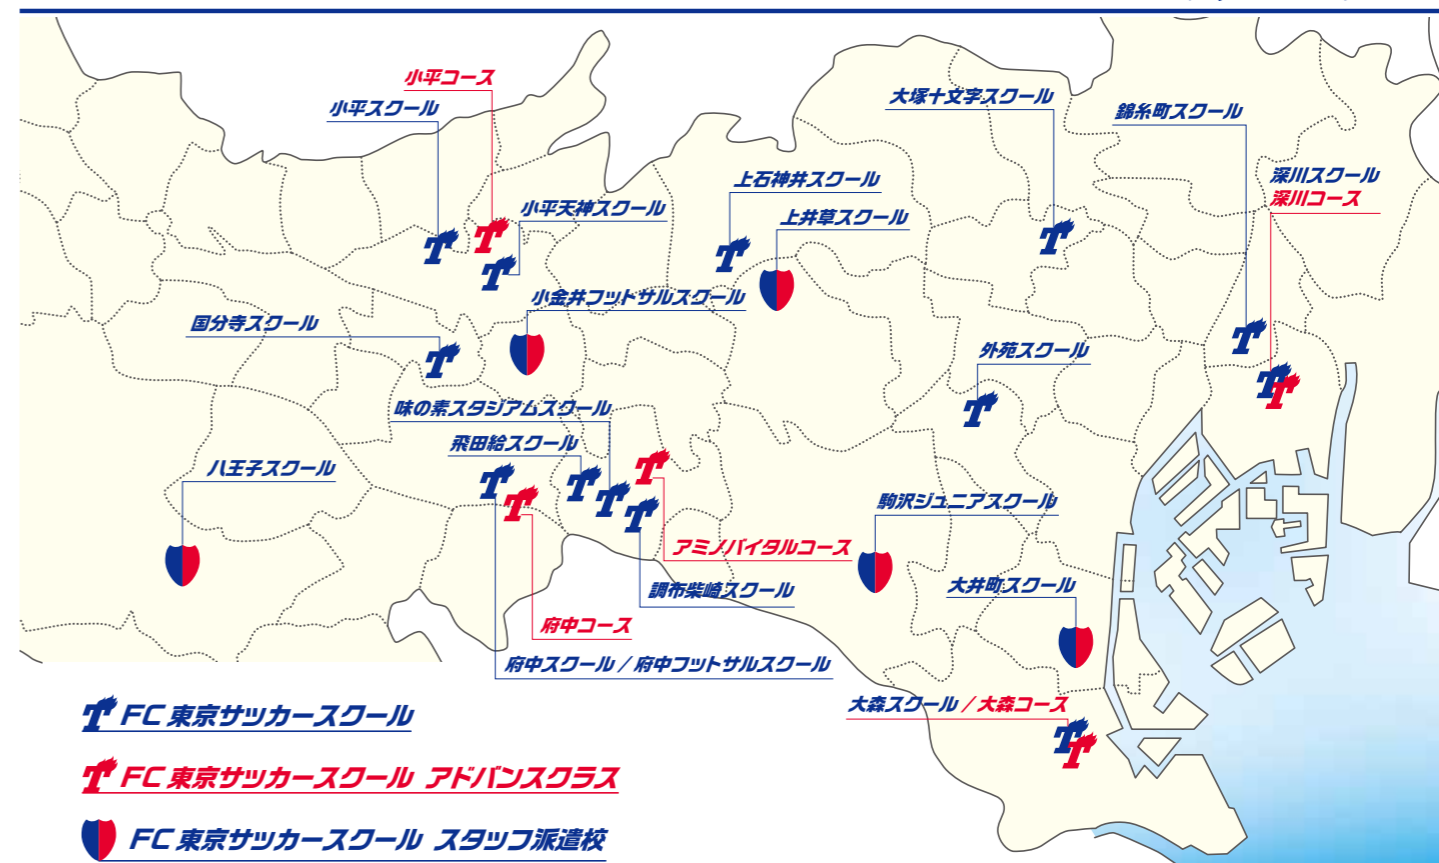 小平コース
小平スクール
大塚十文字スクール
錦糸町スクール
上石神井スクール
深川スクール
深川コース
小平天神スクール
上井草スクール
小金井フットサルスクール
国分寺スクール
外苑スクール
味の素スタジアムスクール
飛田給スクール
八王子スクール
駒沢ジュニアスクール
アミノバイタルコース
調布柴崎スクール
大井町スクール
府中コース
府中スクール / 府中フットサルスクール
大森スクール / 大森コース
FC 東京サッカースクール
FC 東京サッカースクール アドバンスクラス
FC 東京サッカースクール スタッフ派遣校